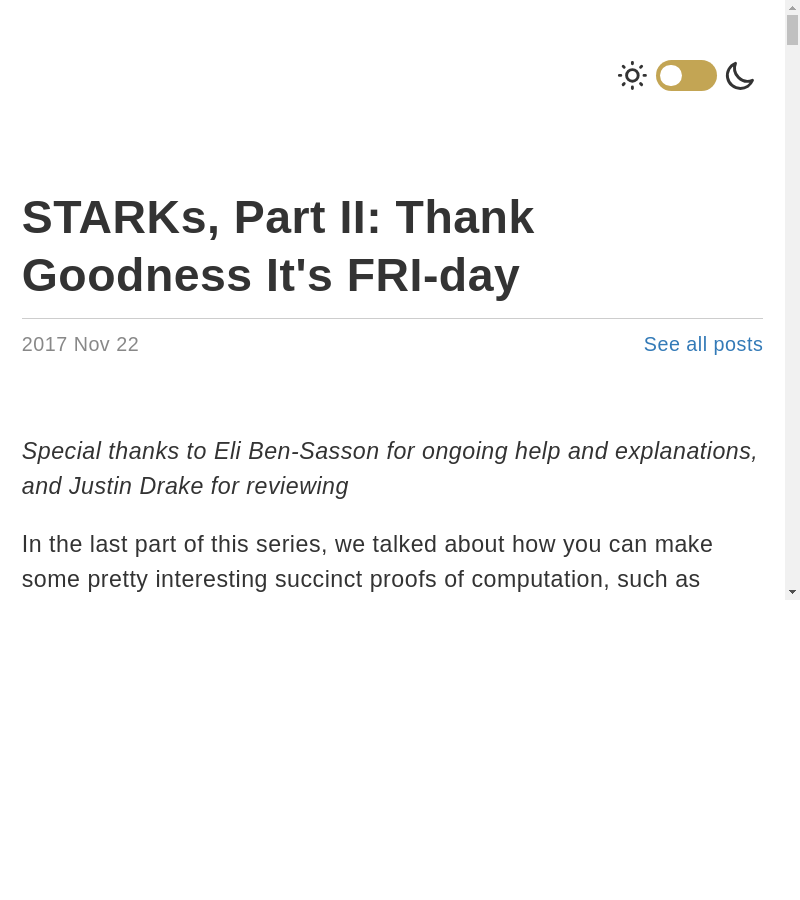 STARKs, Part II: Thank
Goodness It's FRI-day
2017 Nov 22
See all posts
Special thanks to Eli Ben-Sasson for ongoing help and explanations,
and Justin Drake for reviewing
In the last part of this series, we talked about how you can make
some pretty interesting succinct proofs of computation, such as